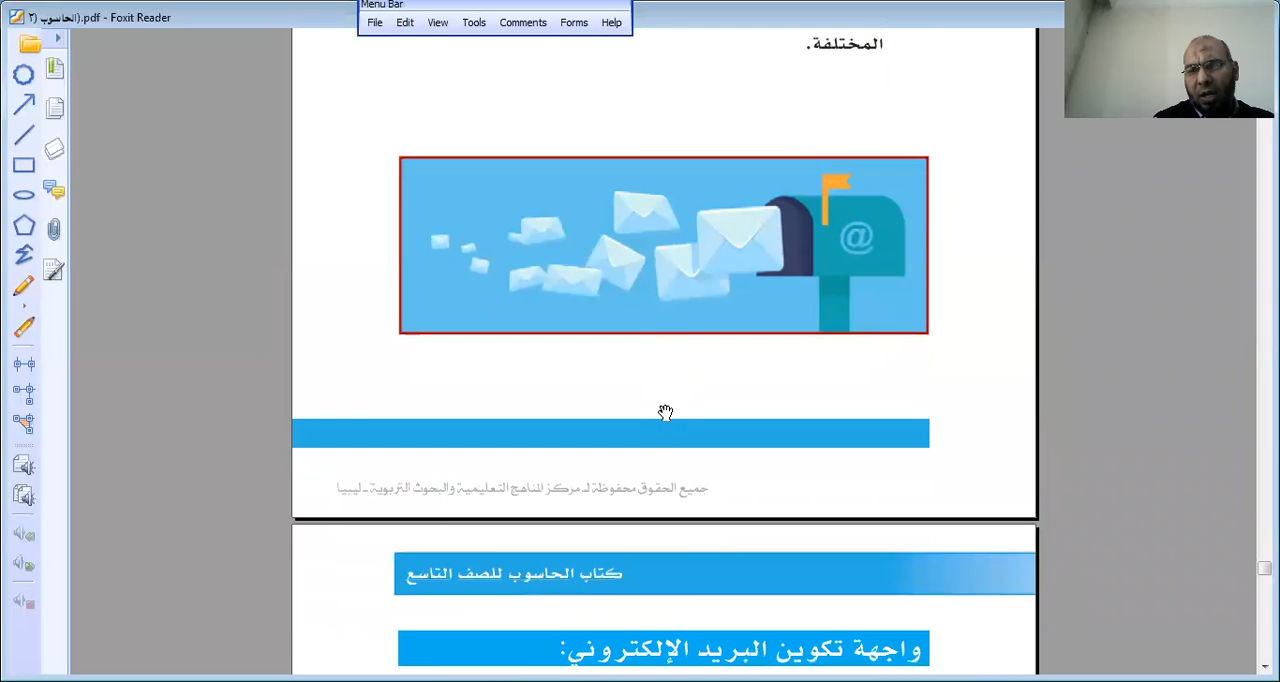 الحاسوب (٢).pdf - Foxit Reader
Menu Bar
File Edit View Tools Comments Forms Help
المختلفة.
@
جميع الحقوق محفوظة لـ مركز المناهج التعليمية والبحوث التربوية ـ ليبيا
كتاب الحاسوب للصف التاسع
واجهة تكوين البريد الإلكتروني: